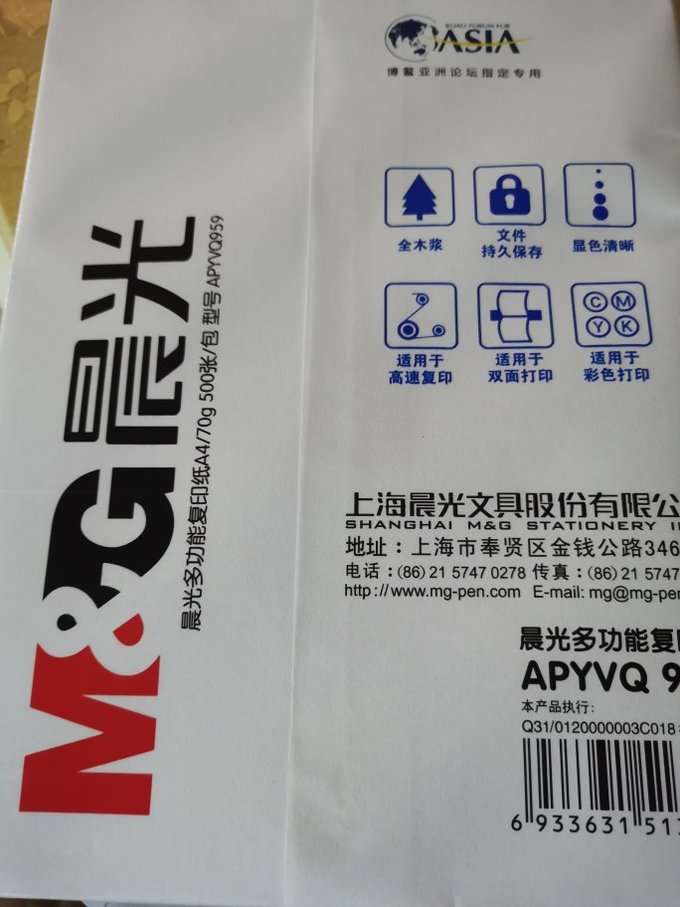 BOAO FORUM FOR
ASIA
博鳌亚洲论坛指定专用
M&G晨光
晨光多功能复印纸A4/70g 500张/包 型号 APYVQ959
全木浆
文件
持久保存
显色清晰
C M
Y K
适用于
高速复印
适用于
双面打印
适用于
彩色打印
上海晨光文具股份有限公
SHANGHAI M&G STATIONERY I
地址：上海市奉贤区金钱公路346
电话：(86) 21 5747 0278 传真：(86) 21 5747
http://www.mg-pen.com E-mail: mg@mg-pen
晨光多功能复
APYVQ 9
本产品执行：
Q31/0120000003C018
6 933631 51